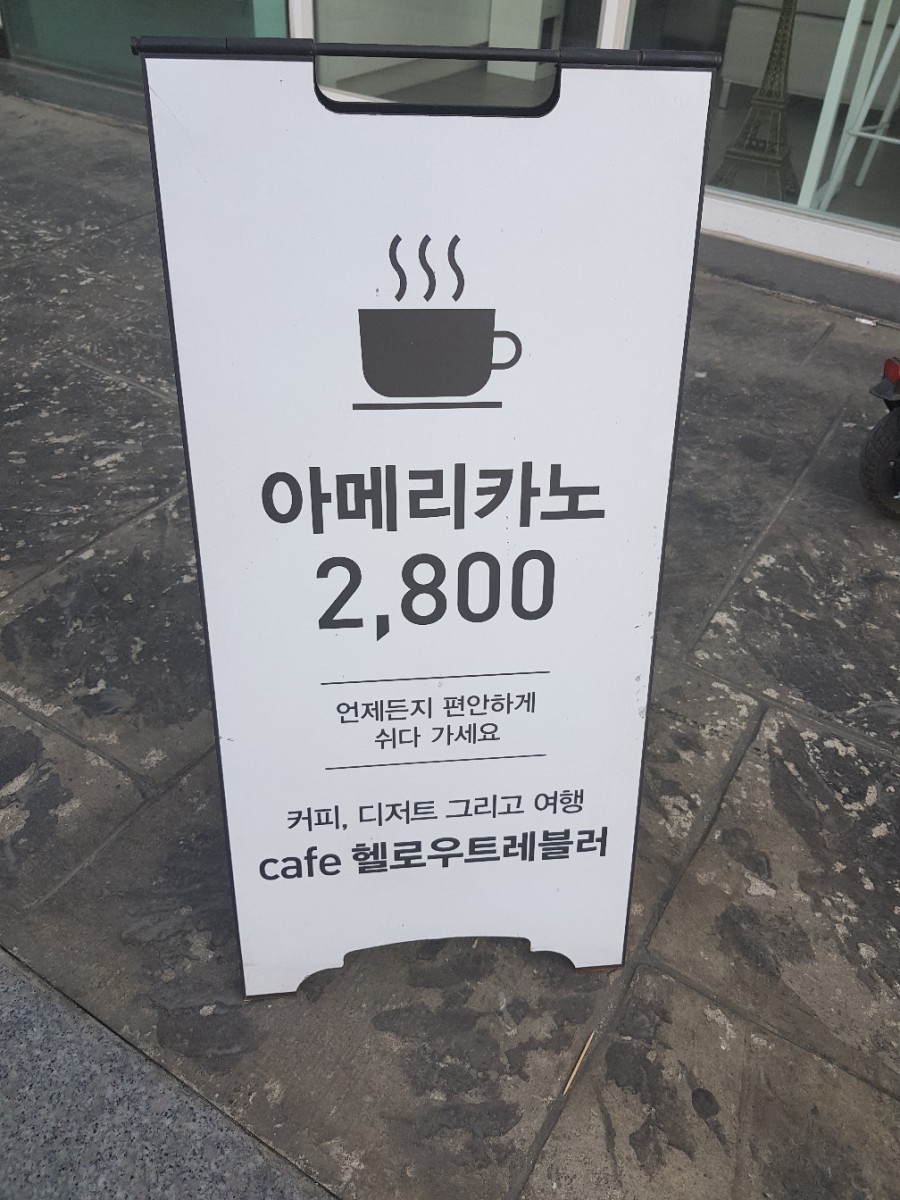 아메리카노
2,800
언제든지 편안하게
쉬다 가세요
커피, 디저트 그리고 여행
cafe 헬로우트레블러